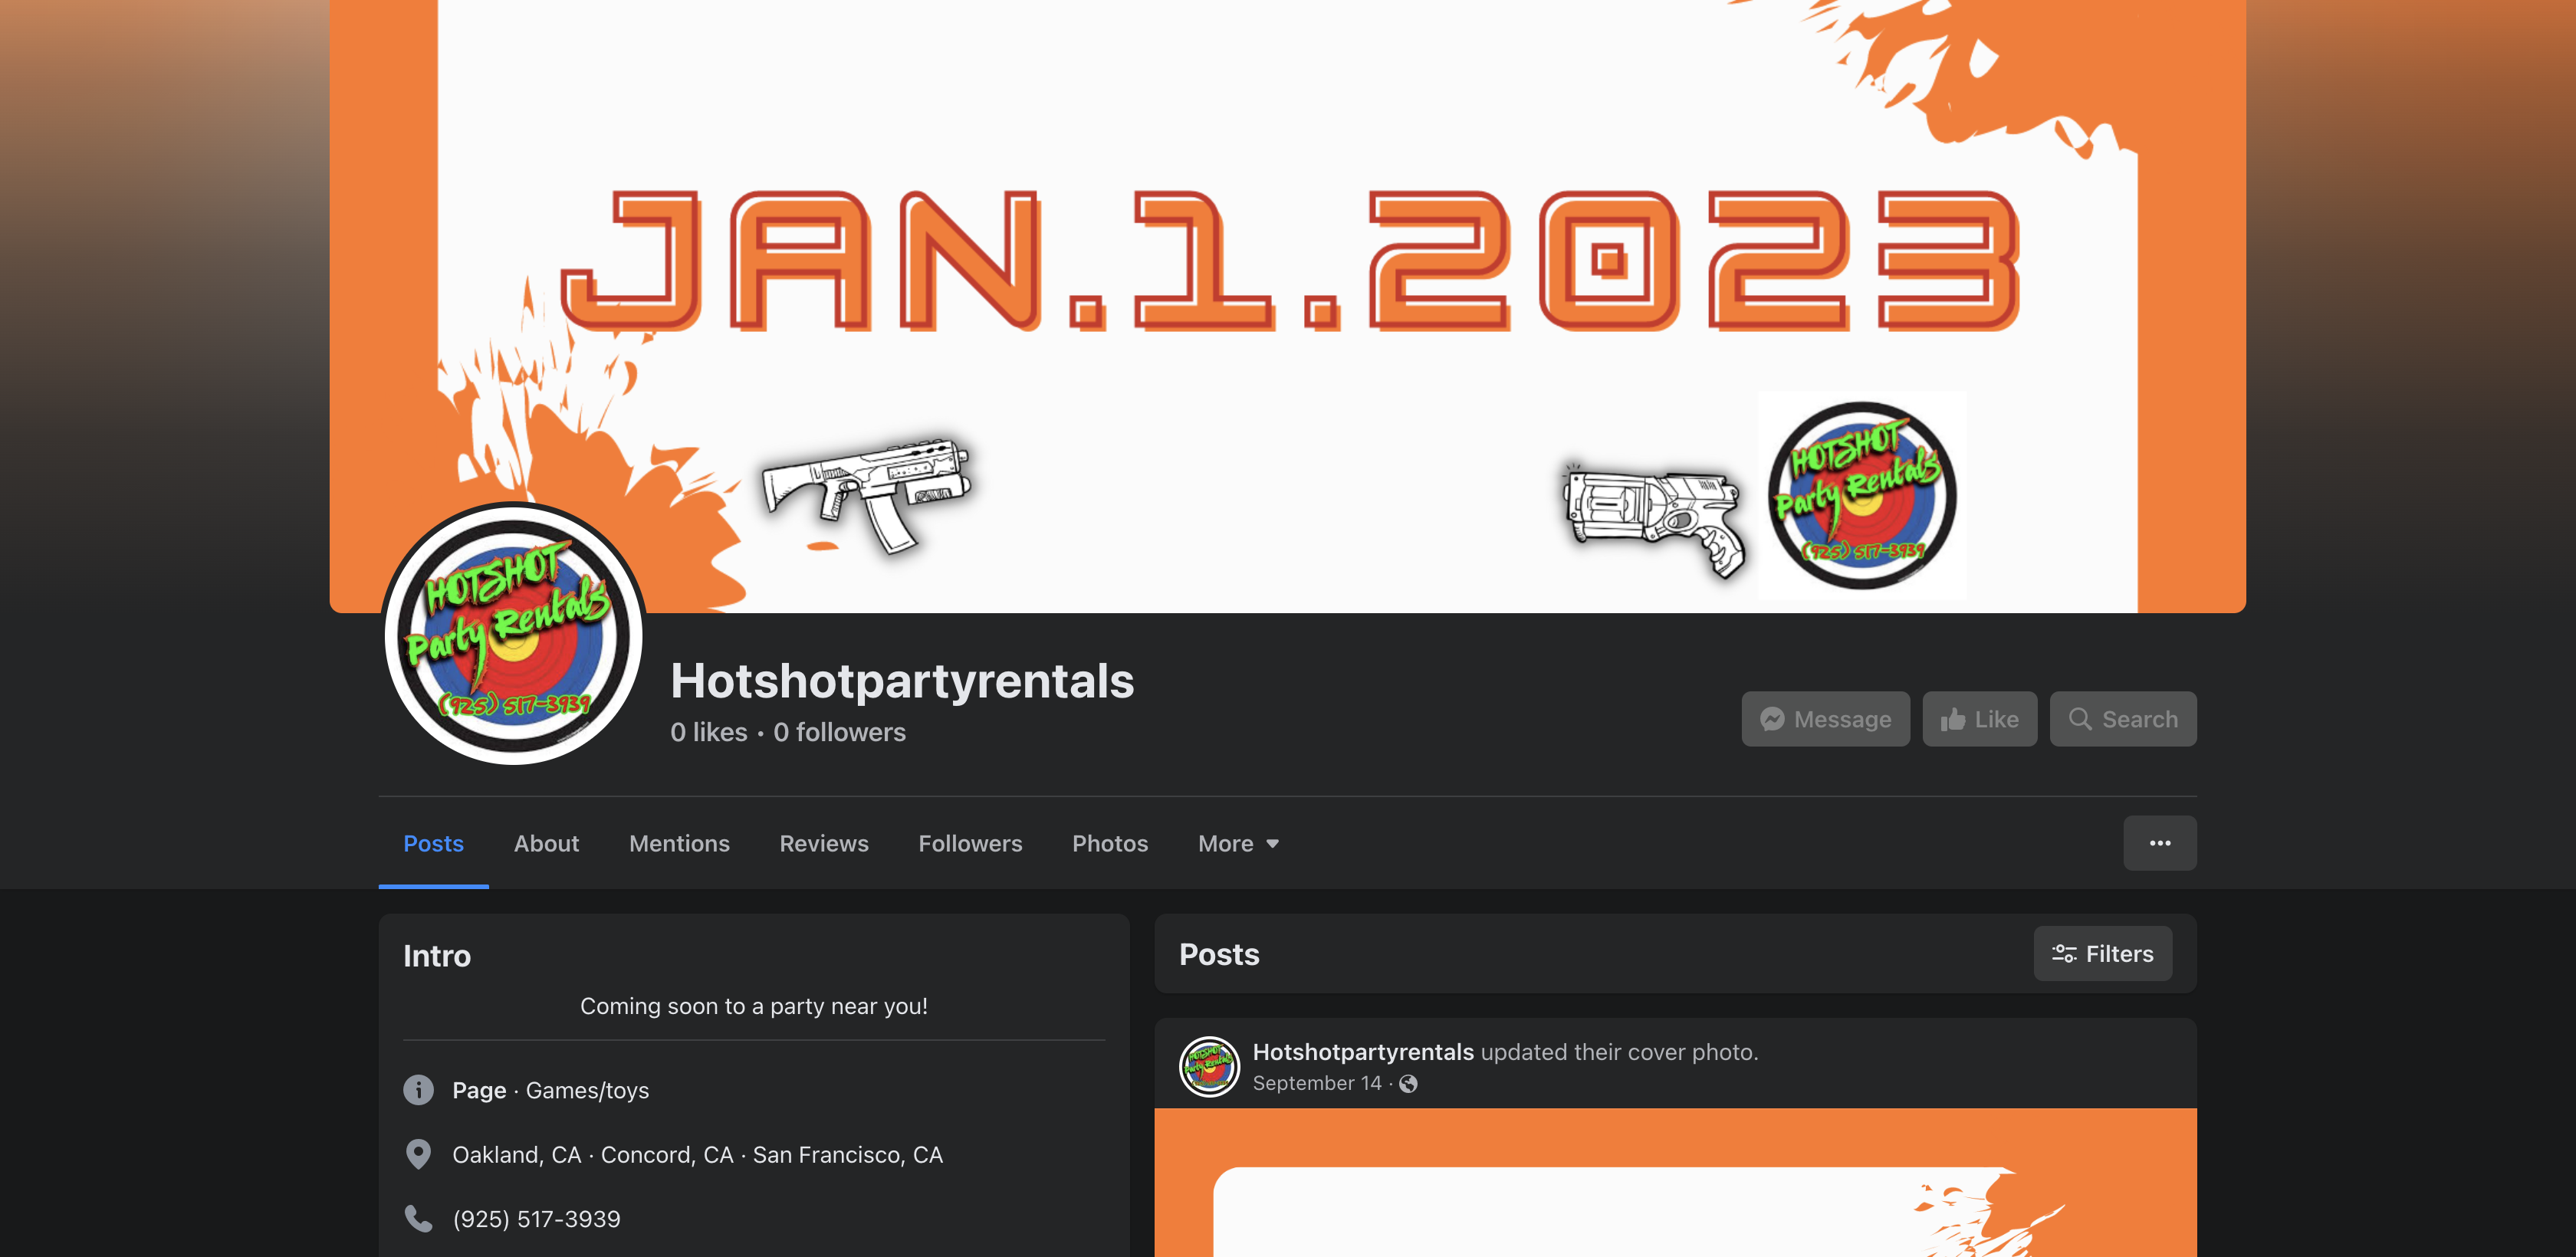 JAN.1.2023
HOTSHOT
Party Rentals
(925) 517-3939
HOTSHOT
Party Rentals
(925) 517-3939
Hotshotpartyrentals
0 likes • 0 followers
Message
Like
Search
Posts
About
Mentions
Reviews
Followers
Photos
More
Intro
Coming soon to a party near you!
Page · Games/toys
Oakland, CA · Concord, CA · San Francisco, CA
(925) 517-3939
Posts
Filters
HOTSHOT
Party Rentals
Hotshotpartyrentals updated their cover photo.
September 14 ·